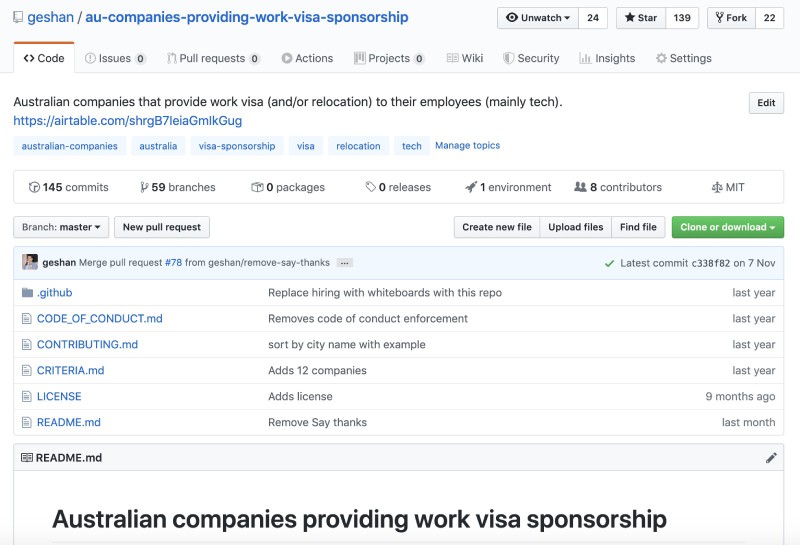 geshan / au-companies-providing-work-visa-sponsorship Unwatch 24 Star 139 Fork 22
Code Issues 0 Pull requests 0 Actions Projects 0 Wiki Security Insights Settings
Australian companies that provide work visa (and/or relocation) to their employees (mainly tech). Edit
https://airtable.com/shrgB7IeiaGmIkGug
australian-companies australia visa-sponsorship visa relocation tech Manage topics
145 commits 59 branches 0 packages 0 releases 1 environment 8 contributors MIT
Branch: master New pull request Create new file Upload files Find file Clone or download
geshan Merge pull request #78 from geshan/remove-say-thanks ... Latest commit c338f82 on 7 Nov
.github Replace hiring with whiteboards with this repo last year
CODE_OF_CONDUCT.md Removes code of conduct enforcement last year
CONTRIBUTING.md sort by city name with example last year
CRITERIA.md Adds 12 companies last year
LICENSE Adds license 9 months ago
README.md Remove Say thanks last month
README.md
Australian companies providing work visa sponsorship